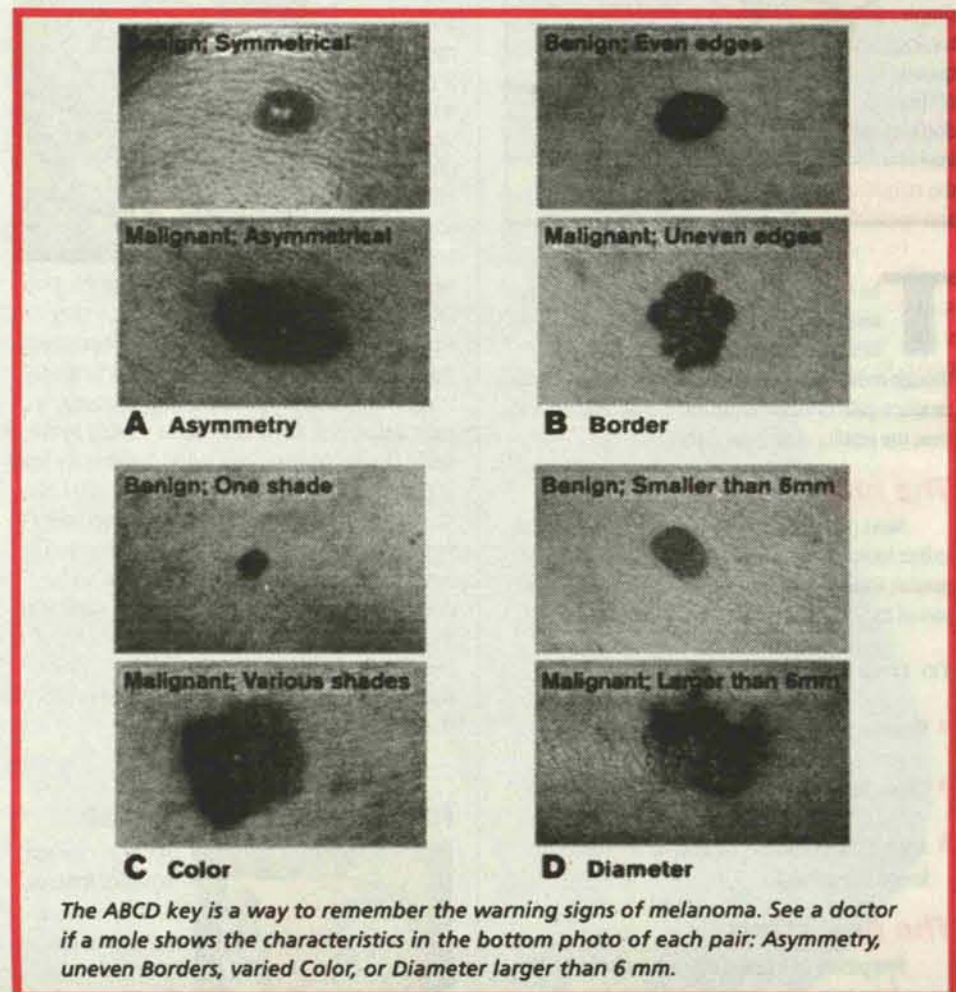 Benign; Symmetrical
Malignant; Asymmetrical
A Asymmetry
Benign; Even edges
Malignant; Uneven edges
B Border
Benign; One shade
Malignant; Various shades
C Color
Benign; Smaller than 6mm
Malignant; Larger than 6mm
D Diameter
The ABCD key is a way to remember the warning signs of melanoma. See a doctor
if a mole shows the characteristics in the bottom photo of each pair: Asymmetry,
uneven Borders, varied Color, or Diameter larger than 6 mm.